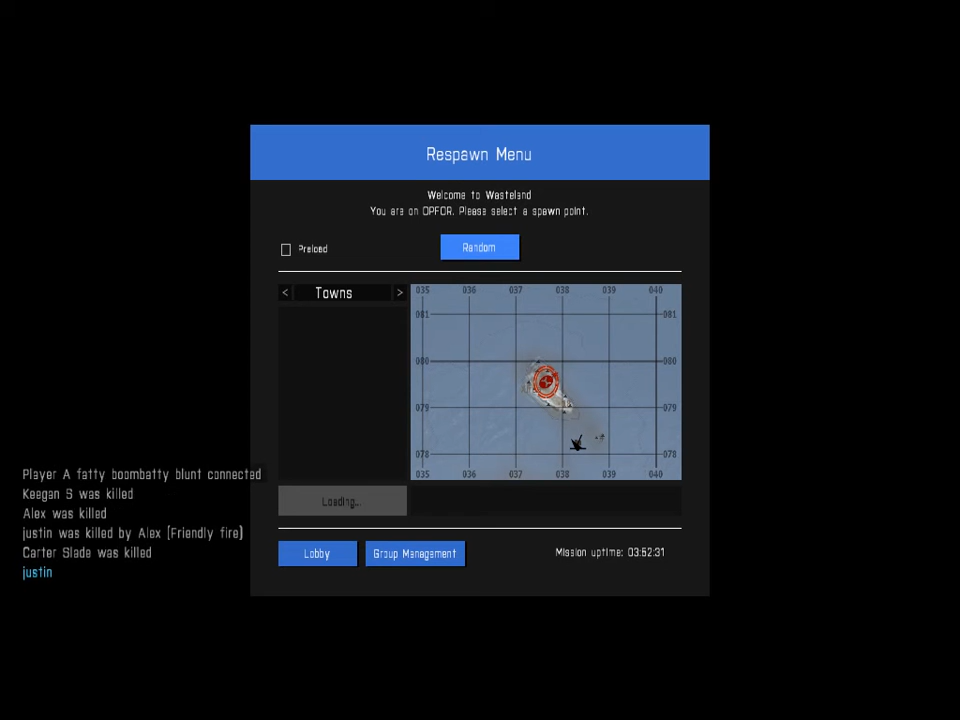 Respawn Menu
Welcome to Wasteland
You are on OPFOR. Please select a spawn point.
Preload
Random
< Towns >
035 036 037 038 039 040
081 081
080 080
079 079
078 078
035 036 037 038 039 040
Loading...
Lobby
Group Management
Mission uptime: 03:52:31
Player A fatty boombatty blunt connected
Keegan S was killed
Alex was killed
justin was killed by Alex (Friendly fire)
Carter Slade was killed
justin